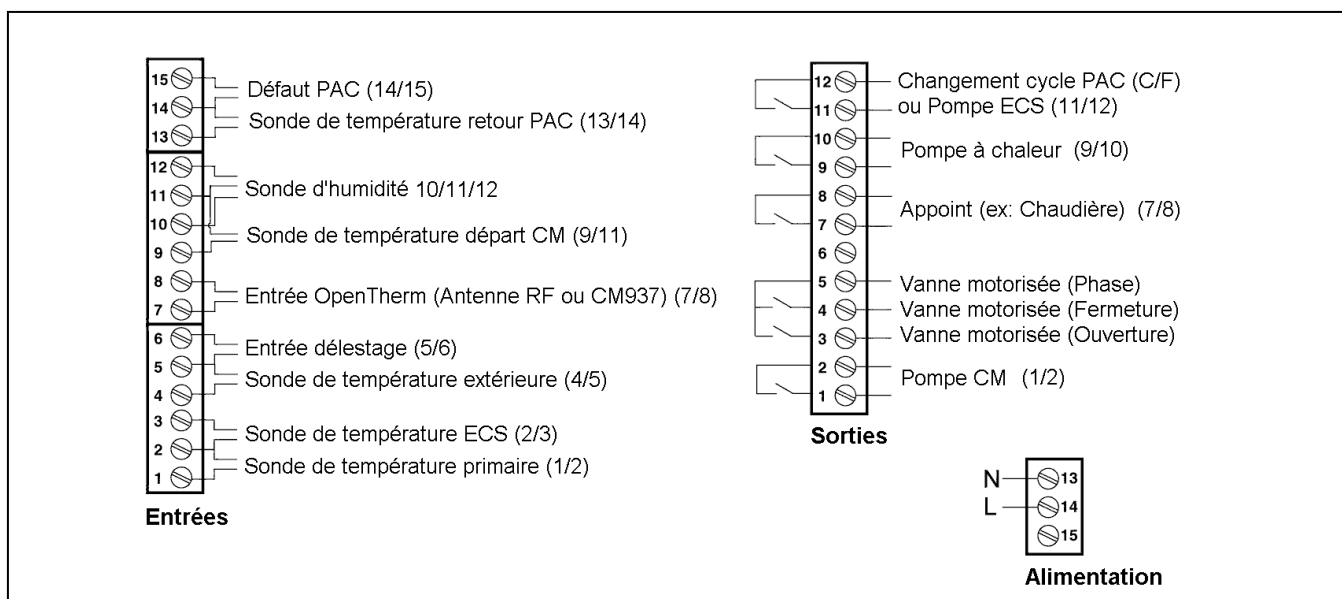 15 Défaut PAC (14/15)
14
13 Sonde de température retour PAC (13/14)
12
11 Sonde d'humidité 10/11/12
10
9 Sonde de température départ CM (9/11)
8
7 Entrée OpenTherm (Antenne RF ou CM937) (7/8)
6
5 Entrée délestage (5/6)
4 Sonde de température extérieure (4/5)
3
2 Sonde de température ECS (2/3)
1 Sonde de température primaire (1/2)
Entrées
12 Changement cycle PAC (C/F)
11 ou Pompe ECS (11/12)
10
9 Pompe à chaleur (9/10)
8
7 Appoint (ex: Chaudière) (7/8)
6
5 Vanne motorisée (Phase)
4 Vanne motorisée (Fermeture)
3 Vanne motorisée (Ouverture)
2
1 Pompe CM (1/2)
Sorties
N 13
L 14
15
Alimentation